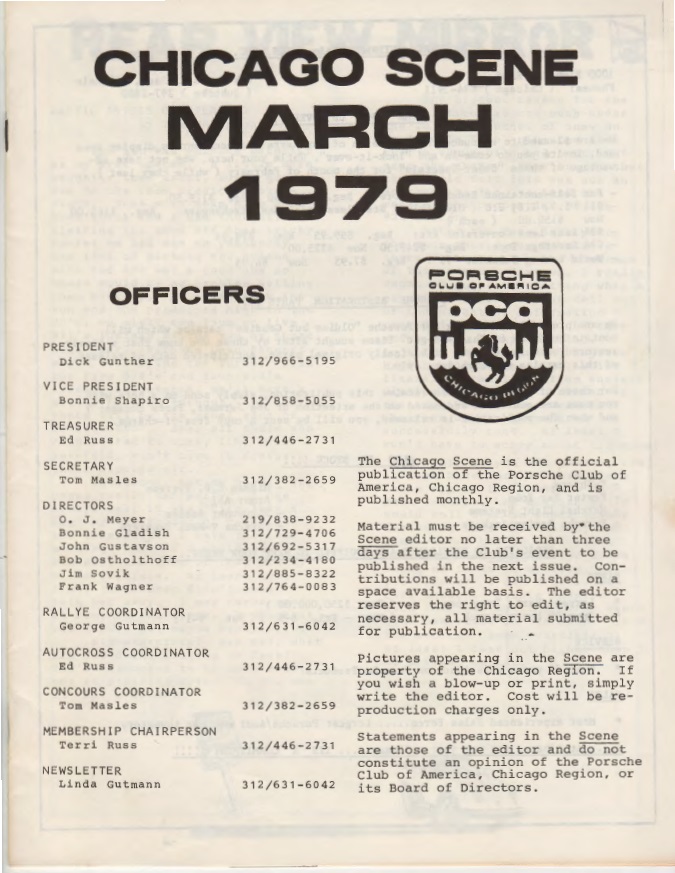 CHICAGO SCENE
MARCH
1979
OFFICERS
PRESIDENT
Dick Gunther 312/966-5195
VICE PRESIDENT
Bonnie Shapiro 312/858-5055
TREASURER
Ed Russ 312/446-2731
SECRETARY
Tom Masles 312/382-2659
DIRECTORS
O. J. Meyer 219/838-9232
Bonnie Gladish 312/729-4706
John Gustavson 312/692-5317
Bob Ostholthoff 312/234-4180
Jim Sovik 312/885-8322
Frank Wagner 312/764-0083
RALLYE COORDINATOR
George Gutmann 312/631-6042
AUTOCROSS COORDINATOR
Ed Russ 312/446-2731
CONCOURS COORDINATOR
Tom Masles 312/382-2659
MEMBERSHIP CHAIRPERSON
Terri Russ 312/446-2731
NEWSLETTER
Linda Gutmann 312/631-6042
PORSCHE
CLUB OF AMERICA
pca
CHICAGO REGION
The Chicago Scene is the official
publication of the Porsche Club of
America, Chicago Region, and is
published monthly.
Material must be received by the
Scene editor no later than three
days after the Club's event to be
published in the next issue. Con-
tributions will be published on a
space available basis. The editor
reserves the right to edit, as
necessary, all material submitted
for publication.
Pictures appearing in the Scene are
property of the Chicago Region. If
you wish a blow-up or print, simply
write the editor. Cost will be re-
production charges only.
Statements appearing in the Scene
are those of the editor and do not
constitute an opinion of the Porsche
Club of America, Chicago Region, or
its Board of Directors.